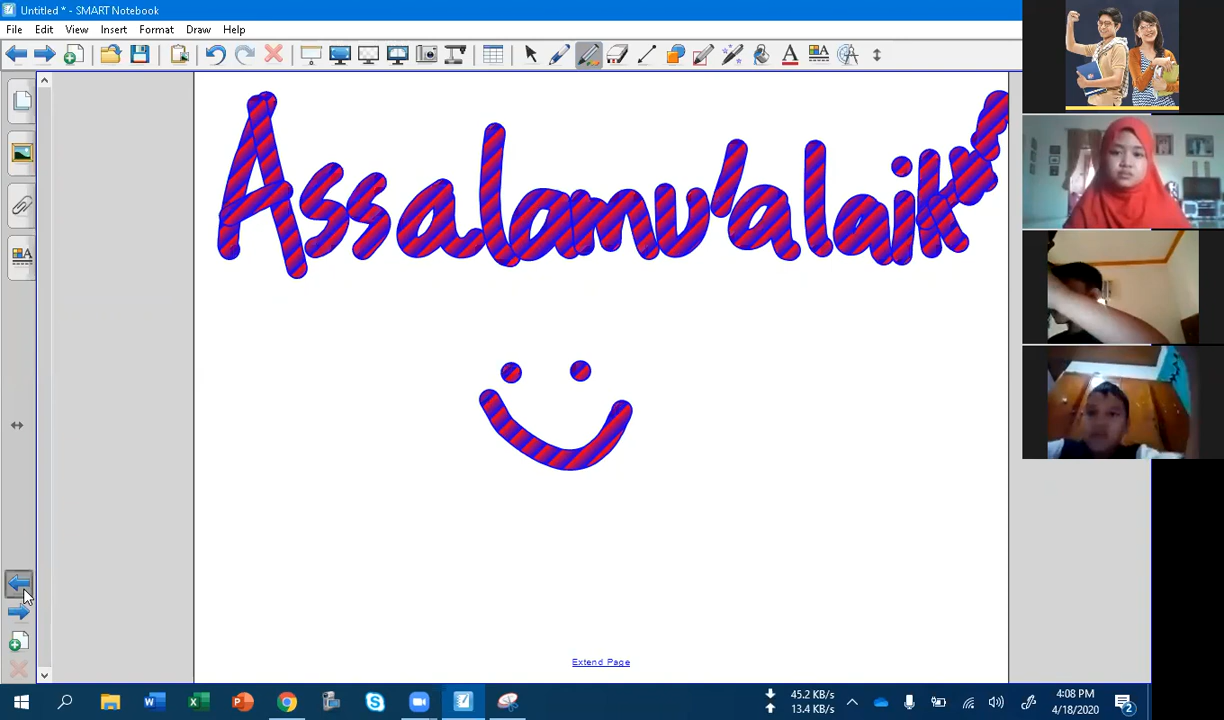 Untitled * - SMART Notebook
File Edit View Insert Format Draw Help
Assalamu'alaik
Extend Page
45.2 KB/s
13.4 KB/s
4:08 PM
4/18/2020
2